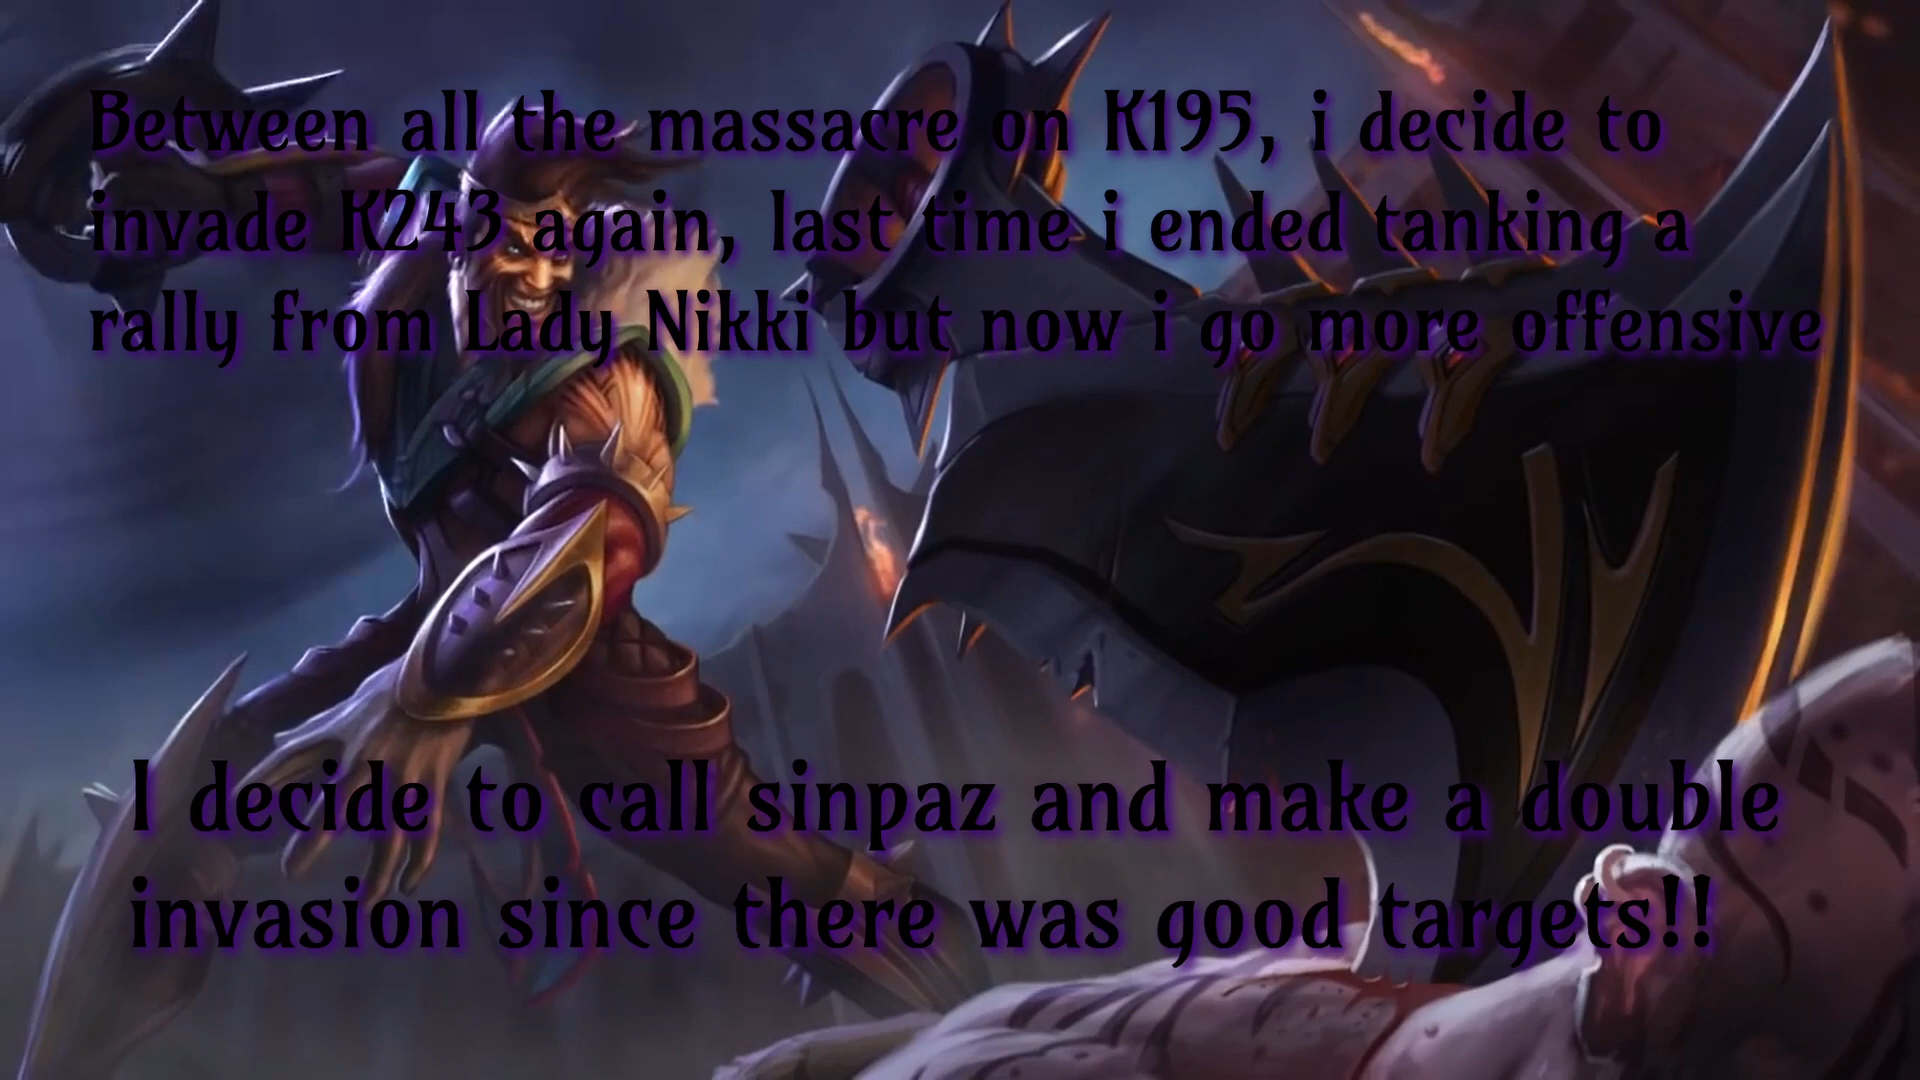 Between all the massacre on K195, i decide to
invade K243 again, last time i ended tanking a
rally from Lady Nikki but now i go more offensive
I decide to call sinpaz and make a double
invasion since there was good targets!!